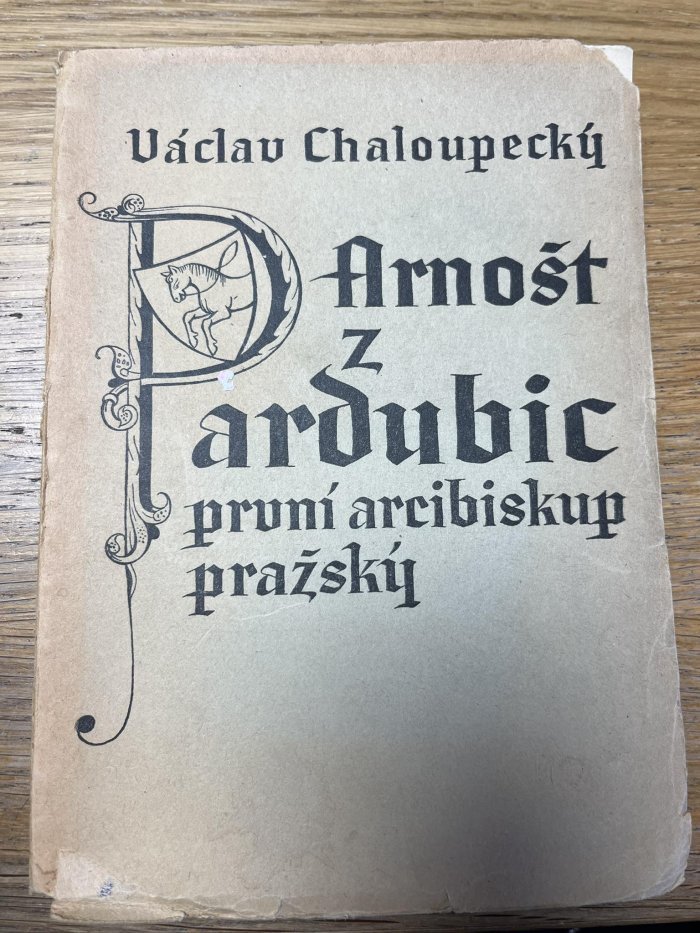 Václav Chaloupecký
Arnošt
z
Pardubic
první arcibiskup
pražský